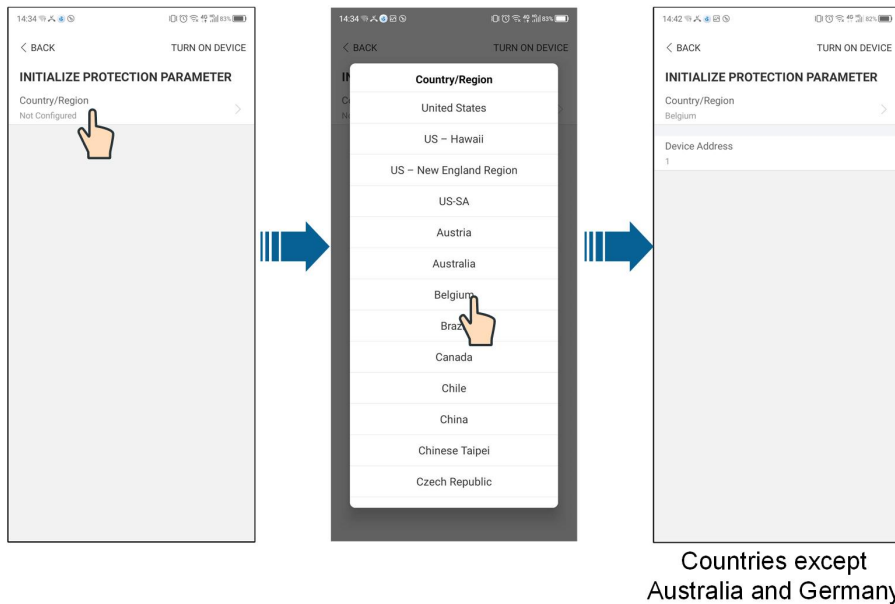 14:34
83%
BACK
TURN ON DEVICE
INITIALIZE PROTECTION PARAMETER
Country/Region
Not Configured
14:34
83%
BACK
TURN ON DEVICE
Country/Region
United States
US – Hawaii
US – New England Region
US-SA
Austria
Australia
Belgium
Canada
Chile
China
Chinese Taipei
Czech Republic
14:42
82%
BACK
TURN ON DEVICE
INITIALIZE PROTECTION PARAMETER
Country/Region
Belgium
Device Address
1
Countries except
Australia and Germany